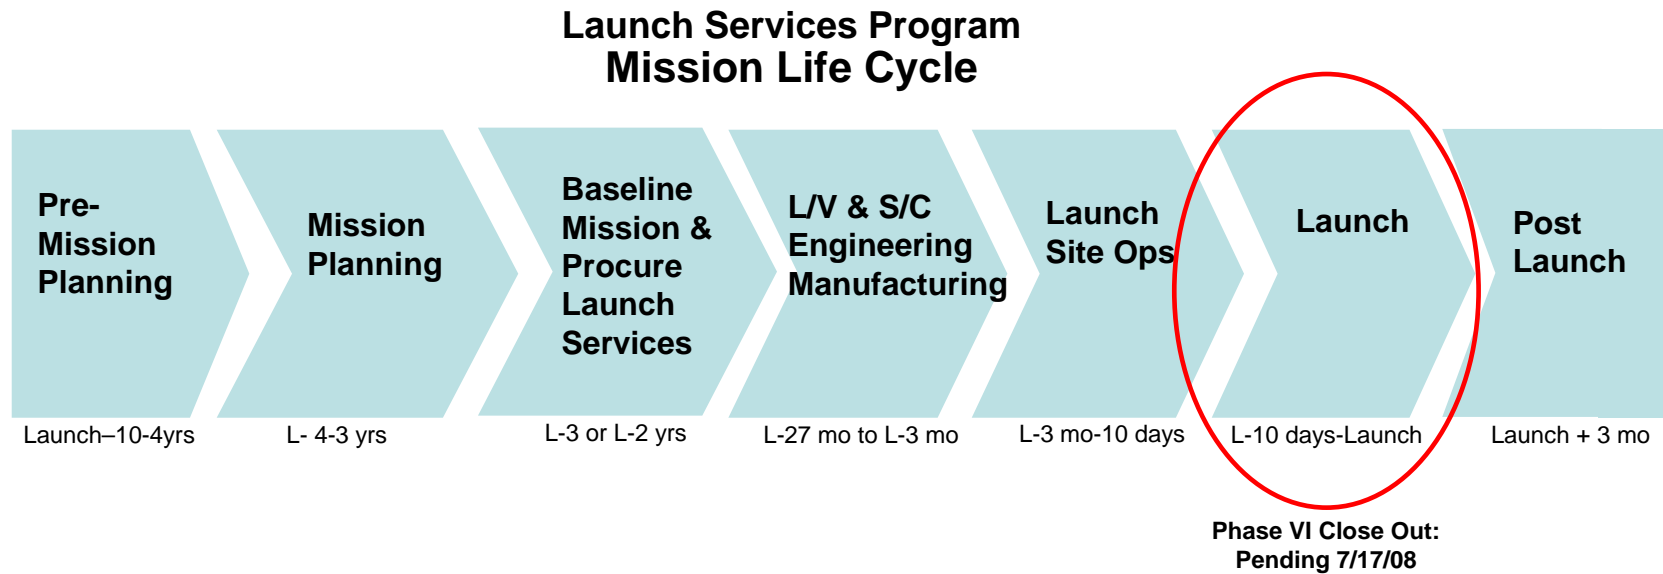 Launch Services Program
Mission Life Cycle
Pre-
Mission
Planning
Mission
Planning
Baseline
Mission &
Procure
Launch
Services
L/V & S/C
Engineering
Manufacturing
Launch
Site Ops
Launch
Post
Launch
Launch–10-4yrs
L- 4-3 yrs
L-3 or L-2 yrs
L-27 mo to L-3 mo
L-3 mo-10 days
L-10 days-Launch
Launch + 3 mo
Phase VI Close Out:
Pending 7/17/08